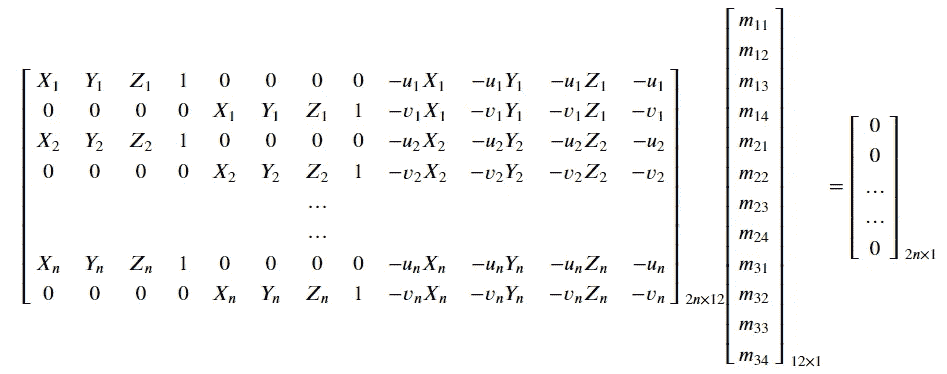 X₁ Y₁ Z₁ 1 0 0 0 0 −u₁X₁ −u₁Y₁ −u₁Z₁ −u₁
0 0 0 0 X₁ Y₁ Z₁ 1 −v₁X₁ −v₁Y₁ −v₁Z₁ −v₁
X₂ Y₂ Z₂ 1 0 0 0 0 −u₂X₂ −u₂Y₂ −u₂Z₂ −u₂
0 0 0 0 X₂ Y₂ Z₂ 1 −v₂X₂ −v₂Y₂ −v₂Z₂ −v₂
...
...
Xₙ Yₙ Zₙ 1 0 0 0 0 −uₙXₙ −uₙYₙ −uₙZₙ −uₙ
0 0 0 0 Xₙ Yₙ Zₙ 1 −vₙXₙ −vₙYₙ −vₙZₙ −vₙ
2n×12
m₁₁
m₁₂
m₁₃
m₁₄
m₂₁
m₂₂
m₂₃
m₂₄
m₃₁
m₃₂
m₃₃
m₃₄
12×1
=
0
0
...
...
0
2n×1